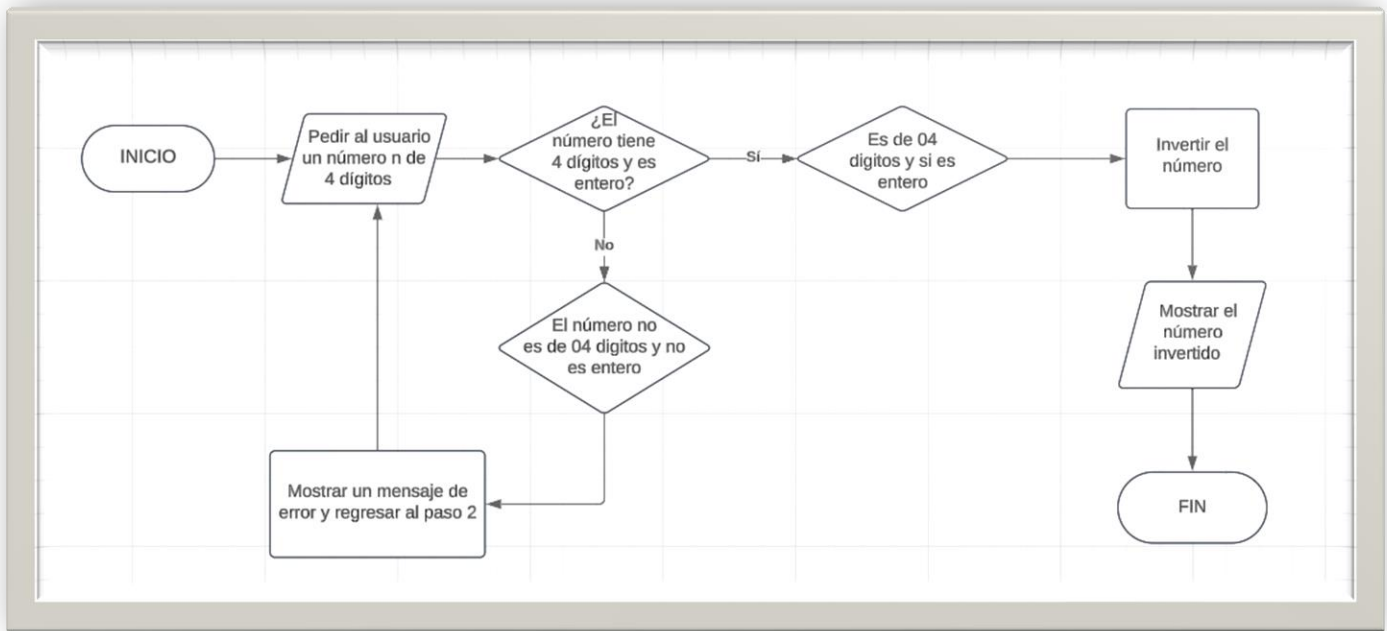 INICIO
Pedir al usuario
un número n de
4 dígitos
¿El
número tiene
4 dígitos y es
entero?
Sí
Es de 04
digitos y si es
entero
Invertir el
número
No
El número no
es de 04 digitos y no
es entero
Mostrar el
número
invertido
Mostrar un mensaje de
error y regresar al paso 2
FIN